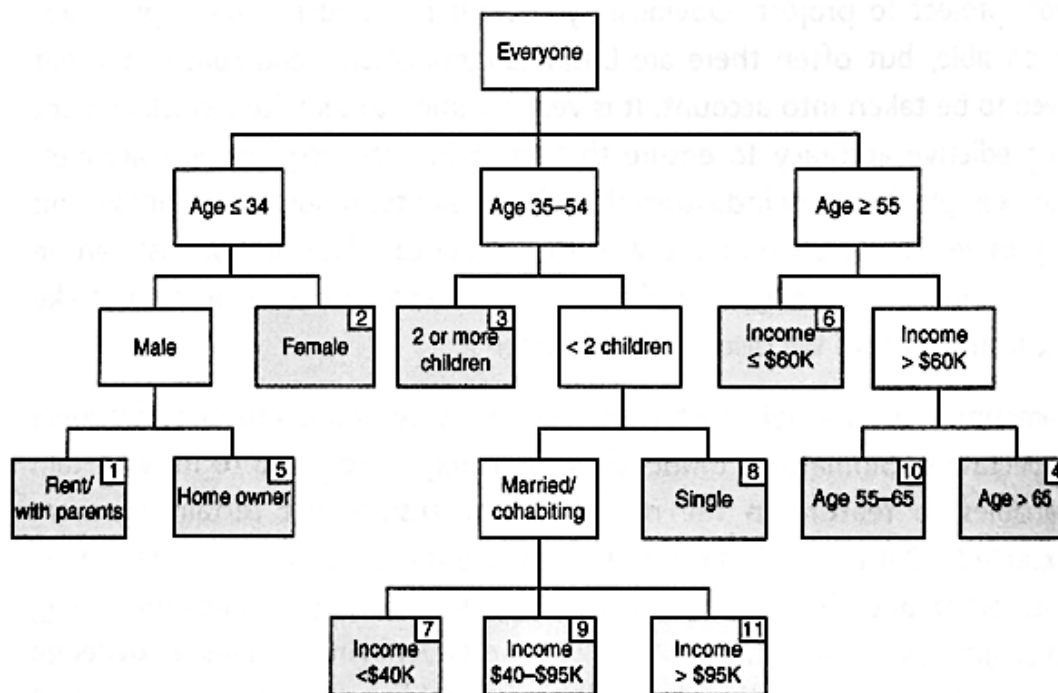 Everyone
Age ≤ 34
Age 35–54
Age ≥ 55
Male
2
Female
3
2 or more
children
< 2 children
6
Income
≤ $60K
Income
> $60K
1
Rent/
with parents
5
Home owner
Married/
cohabiting
8
Single
10
Age 55–65
4
Age > 65
7
Income
<$40K
9
Income
$40–$95K
11
Income
> $95K